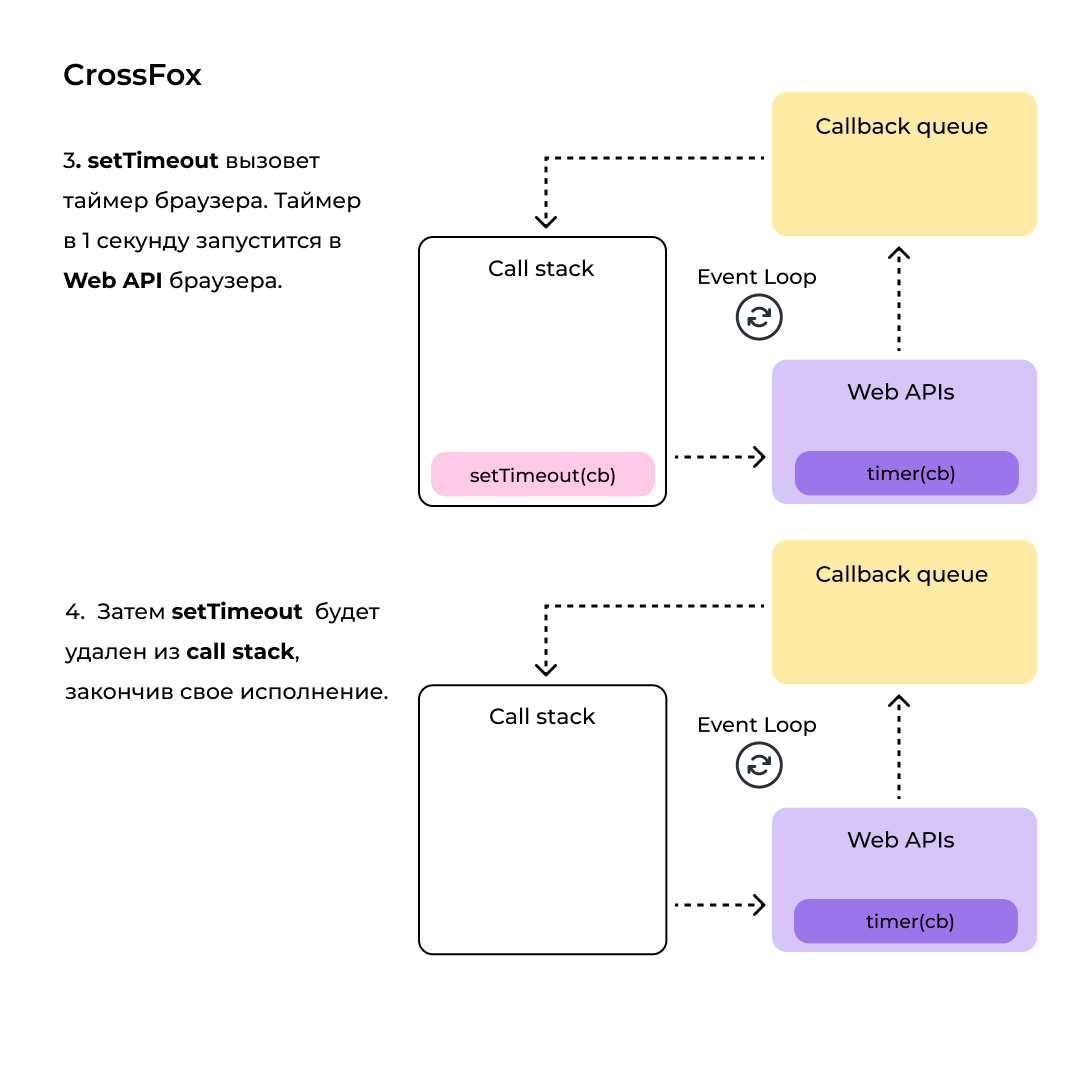 CrossFox
3. setTimeout вызовет
таймер браузера. Таймер
в 1 секунду запустится в
Web API браузера.
Callback queue
Call stack
Event Loop
Web APIs
setTimeout(cb)
timer(cb)
4. Затем setTimeout будет
удален из call stack,
закончив свое исполнение.
Callback queue
Call stack
Event Loop
Web APIs
timer(cb)